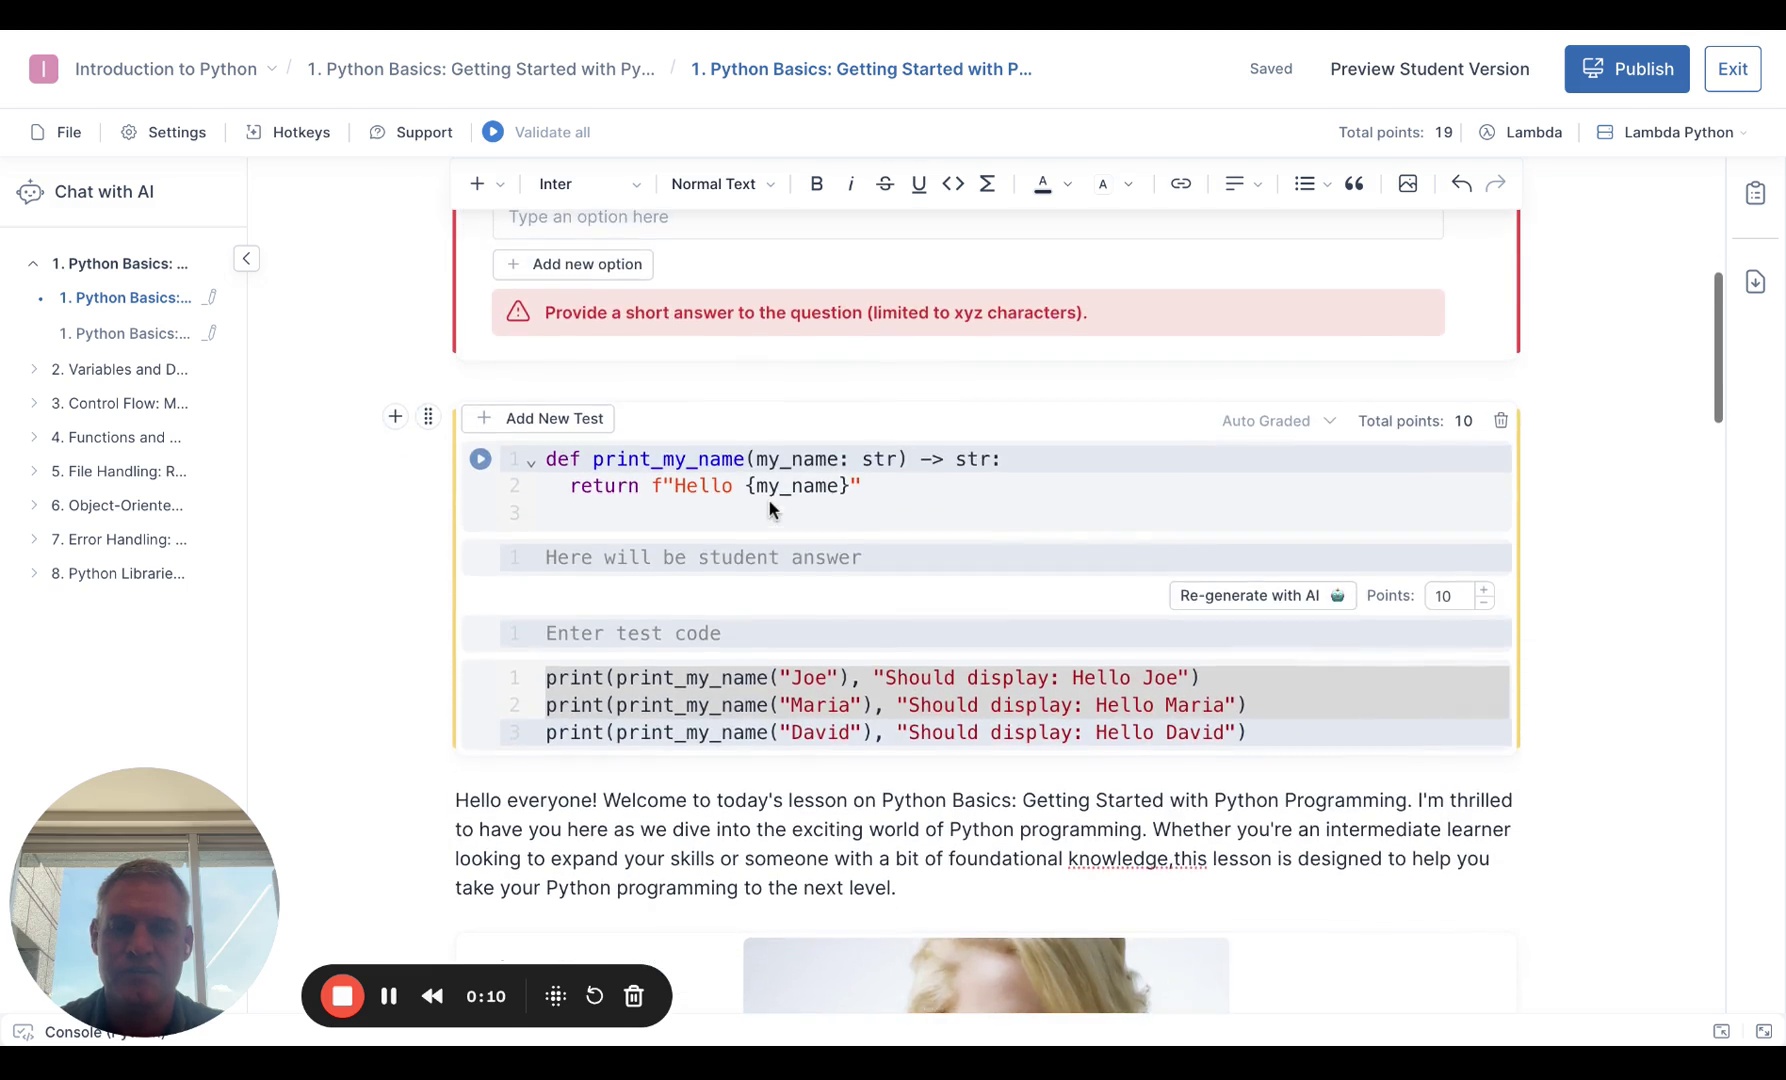 I Introduction to Python / 1. Python Basics: Getting Started with Py... / 1. Python Basics: Getting Started with P... Saved Preview Student Version Publish Exit
File Settings Hotkeys Support Validate all Total points: 19 Lambda Lambda Python
Chat with AI
1. Python Basics: ...
1. Python Basics:...
1. Python Basics:...
2. Variables and D...
3. Control Flow: M...
4. Functions and ...
5. File Handling: R...
6. Object-Oriente...
7. Error Handling: ...
8. Python Librarie...
Inter Normal Text B i S U A A
Type an option here
Add new option
Provide a short answer to the question (limited to xyz characters).
Add New Test Auto Graded Total points: 10
1 def print_my_name(my_name: str) -> str:
2 return f"Hello {my_name}"
3
1 Here will be student answer
Re-generate with AI Points: 10
1 Enter test code
1 print(print_my_name("Joe"), "Should display: Hello Joe")
2 print(print_my_name("Maria"), "Should display: Hello Maria")
3 print(print_my_name("David"), "Should display: Hello David")
Hello everyone! Welcome to today's lesson on Python Basics: Getting Started with Python Programming. I'm thrilled
to have you here as we dive into the exciting world of Python programming. Whether you're an intermediate learner
looking to expand your skills or someone with a bit of foundational knowledge,this lesson is designed to help you
take your Python programming to the next level.
0:10
Console